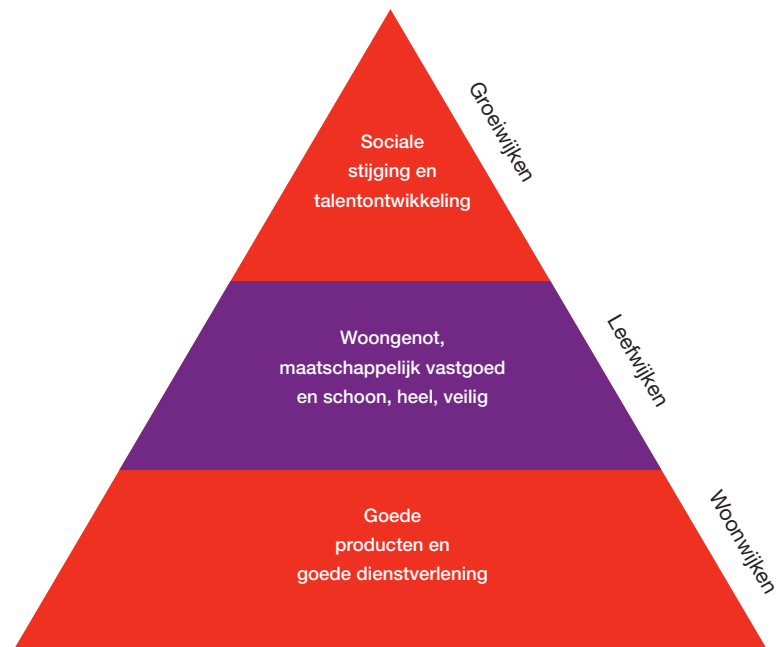 Groeiwijken
Sociale
stijging en
talentontwikkeling
Leefwijken
Woongenot,
maatschappelijk vastgoed
en schoon, heel, veilig
Woonwijken
Goede
producten en
goede dienstverlening